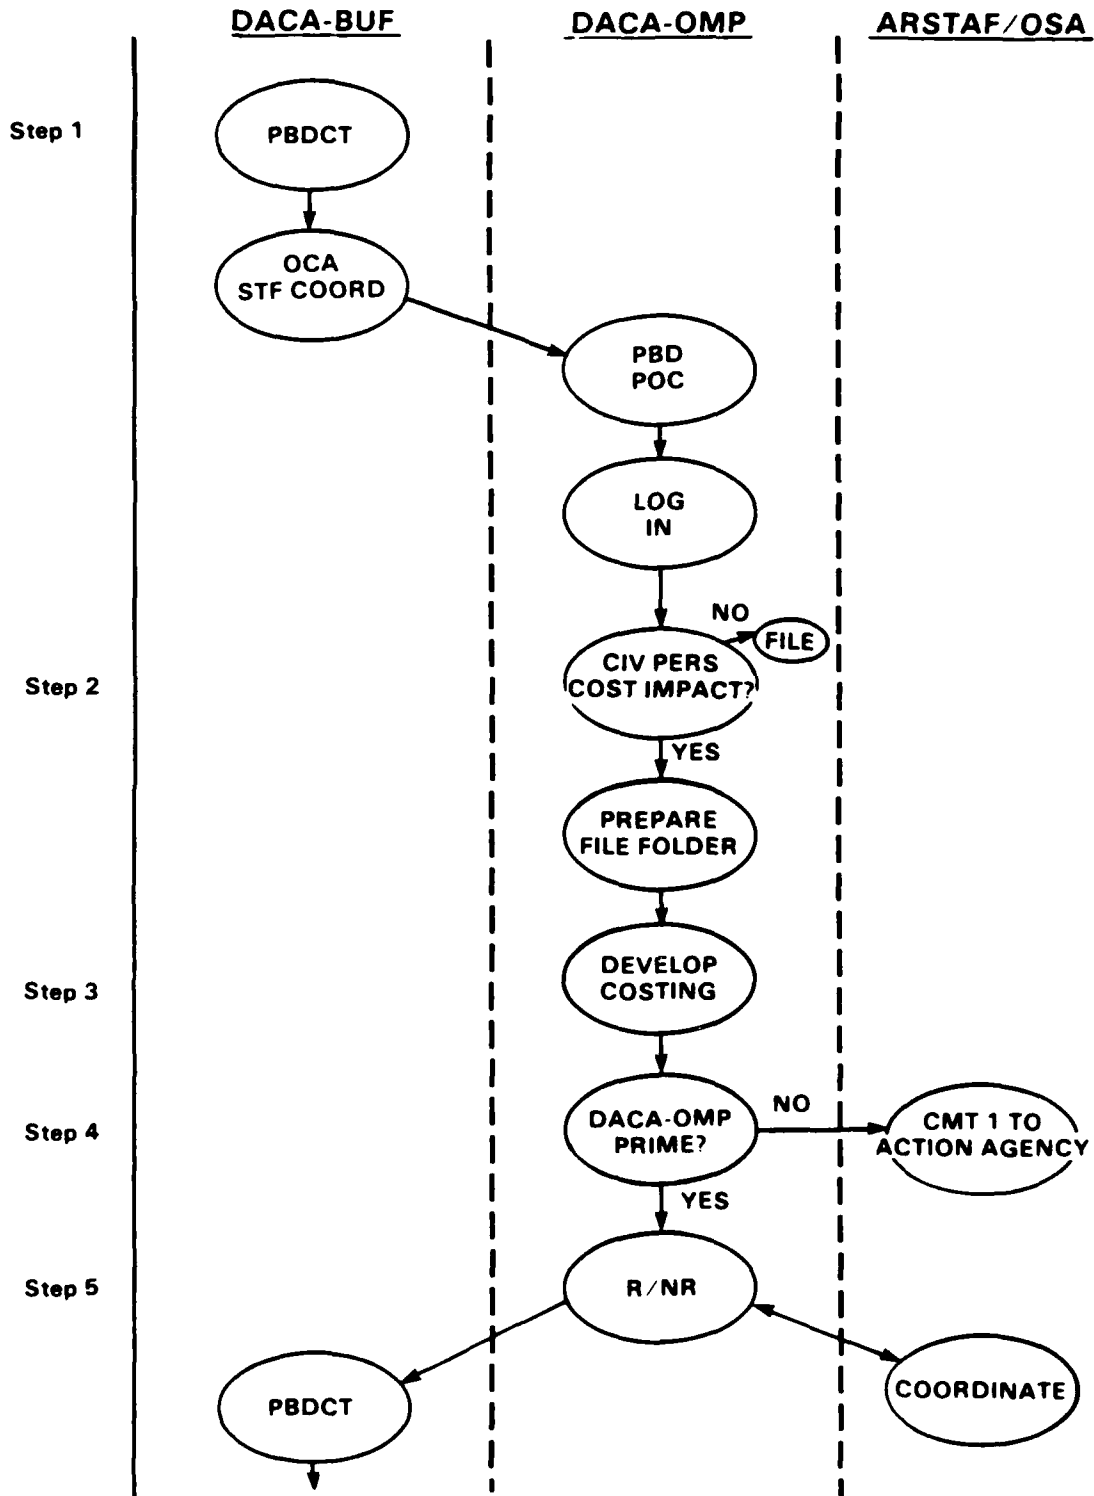 DACA-BUF
DACA-OMP
ARSTAF/OSA
Step 1
PBDCT
OCA
STF COORD
PBD
POC
LOG
IN
NO
FILE
Step 2
CIV PERS
COST IMPACT?
YES
PREPARE
FILE FOLDER
Step 3
DEVELOP
COSTING
Step 4
DACA-OMP
PRIME?
NO
CMT 1 TO
ACTION AGENCY
YES
Step 5
R/NR
COORDINATE
PBDCT